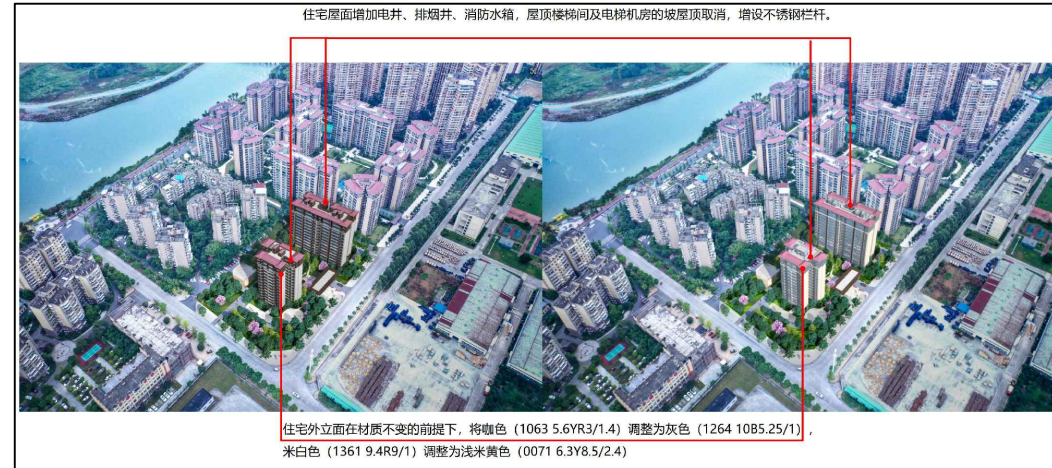 住宅屋面增加电井、排烟井、消防水箱，屋顶楼梯间及电梯机房的坡屋顶取消，增设不锈钢栏杆。
住宅外立面在材质不变的前提下，将咖色（1063 5.6YR3/1.4）调整为灰色（1264 10B5.25/1），
米白色（1361 9.4R9/1）调整为浅米黄色（0071 6.3Y8.5/2.4）